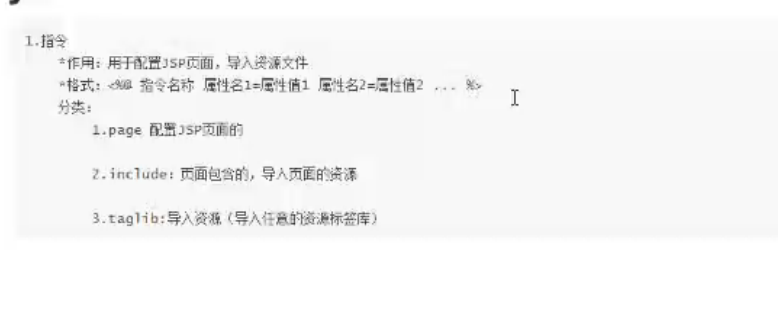 1.指令
*作用：用于配置JSP页面，导入资源文件
*格式：<%@ 指令名称 属性名1=属性值1 属性名2=属性值2 ... %>
分类：
1.page 配置JSP页面的
2.include：页面包含的，导入页面的资源
3.taglib:导入资源（导入任意的资源标签库）